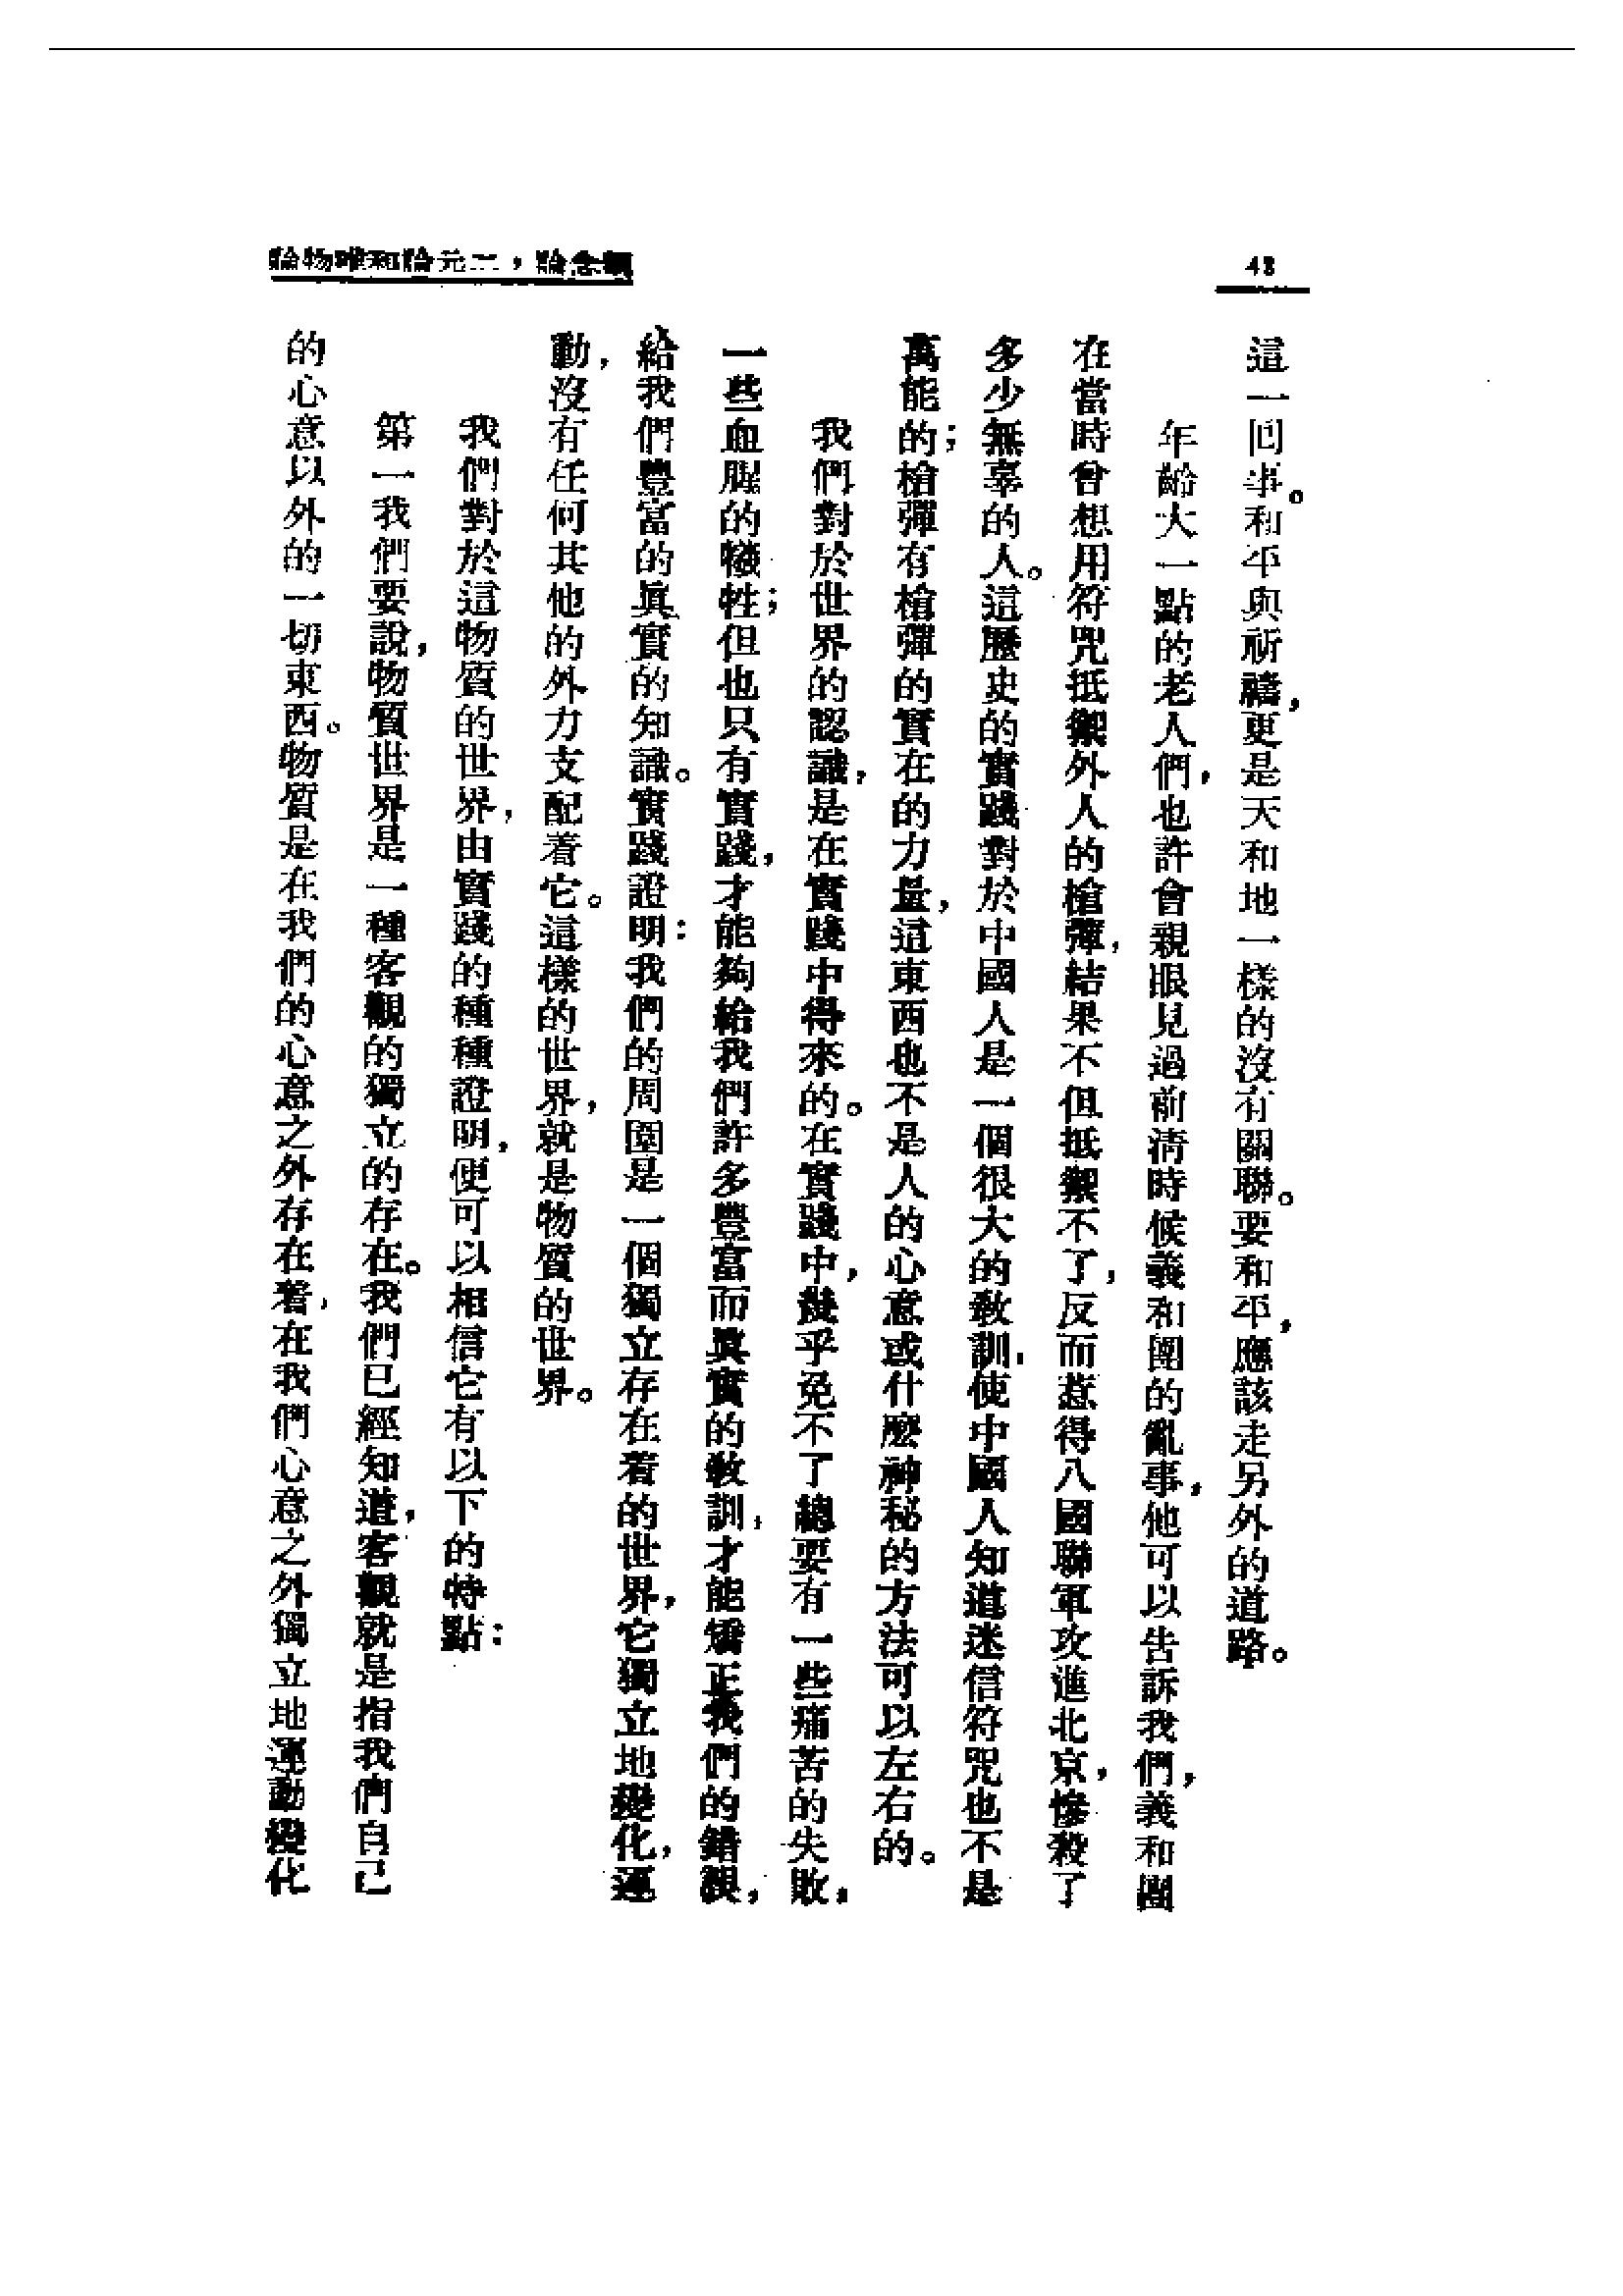 48
論物唯和論元二，論念觀
這一回事。和平與祈禱，更是天和地一樣的沒有關聯。要和平，應該走另外的道路。
年齡大一點的老人們，也許會親眼見過前淸時候義和團的亂事，他可以告訴我們，義和團
在當時曾想用符咒抵禦外人的槍彈，結果不但抵禦不了，反而惹得八國聯軍攻進北京，慘殺了
多少無辜的人。這歷史的實踐對於中國人是一個很大的敎訓，使中國人知道迷信符咒也不是
萬能的；槍彈有槍彈的實在的力量，這東西也不是人的心意或什麼神秘的方法可以左右的。
我們對於世界的認識，是在實踐中得來的。在實踐中，幾乎免不了總要有一些痛苦的失敗，
一些血腥的犧牲；但也只有實踐，才能夠給我們許多豐富而眞實的敎訓，才能矯正我們的錯誤，
給我們豐富的眞實的知識。實踐證明：我們的周圍是一個獨立存在着的世界，它獨立地變化，運
動，沒有任何其他的外力支配着它。這樣的世界，就是物質的世界。
我們對於這物質的世界，由實踐的種種證明，便可以相信它有以下的特點：
第一我們要說，物質世界是一種客觀的獨立的存在。我們已經知道，客觀就是指我們自己
的心意以外的一切東西。物質是在我們的心意之外存在着，在我們心意之外獨立地運動變化